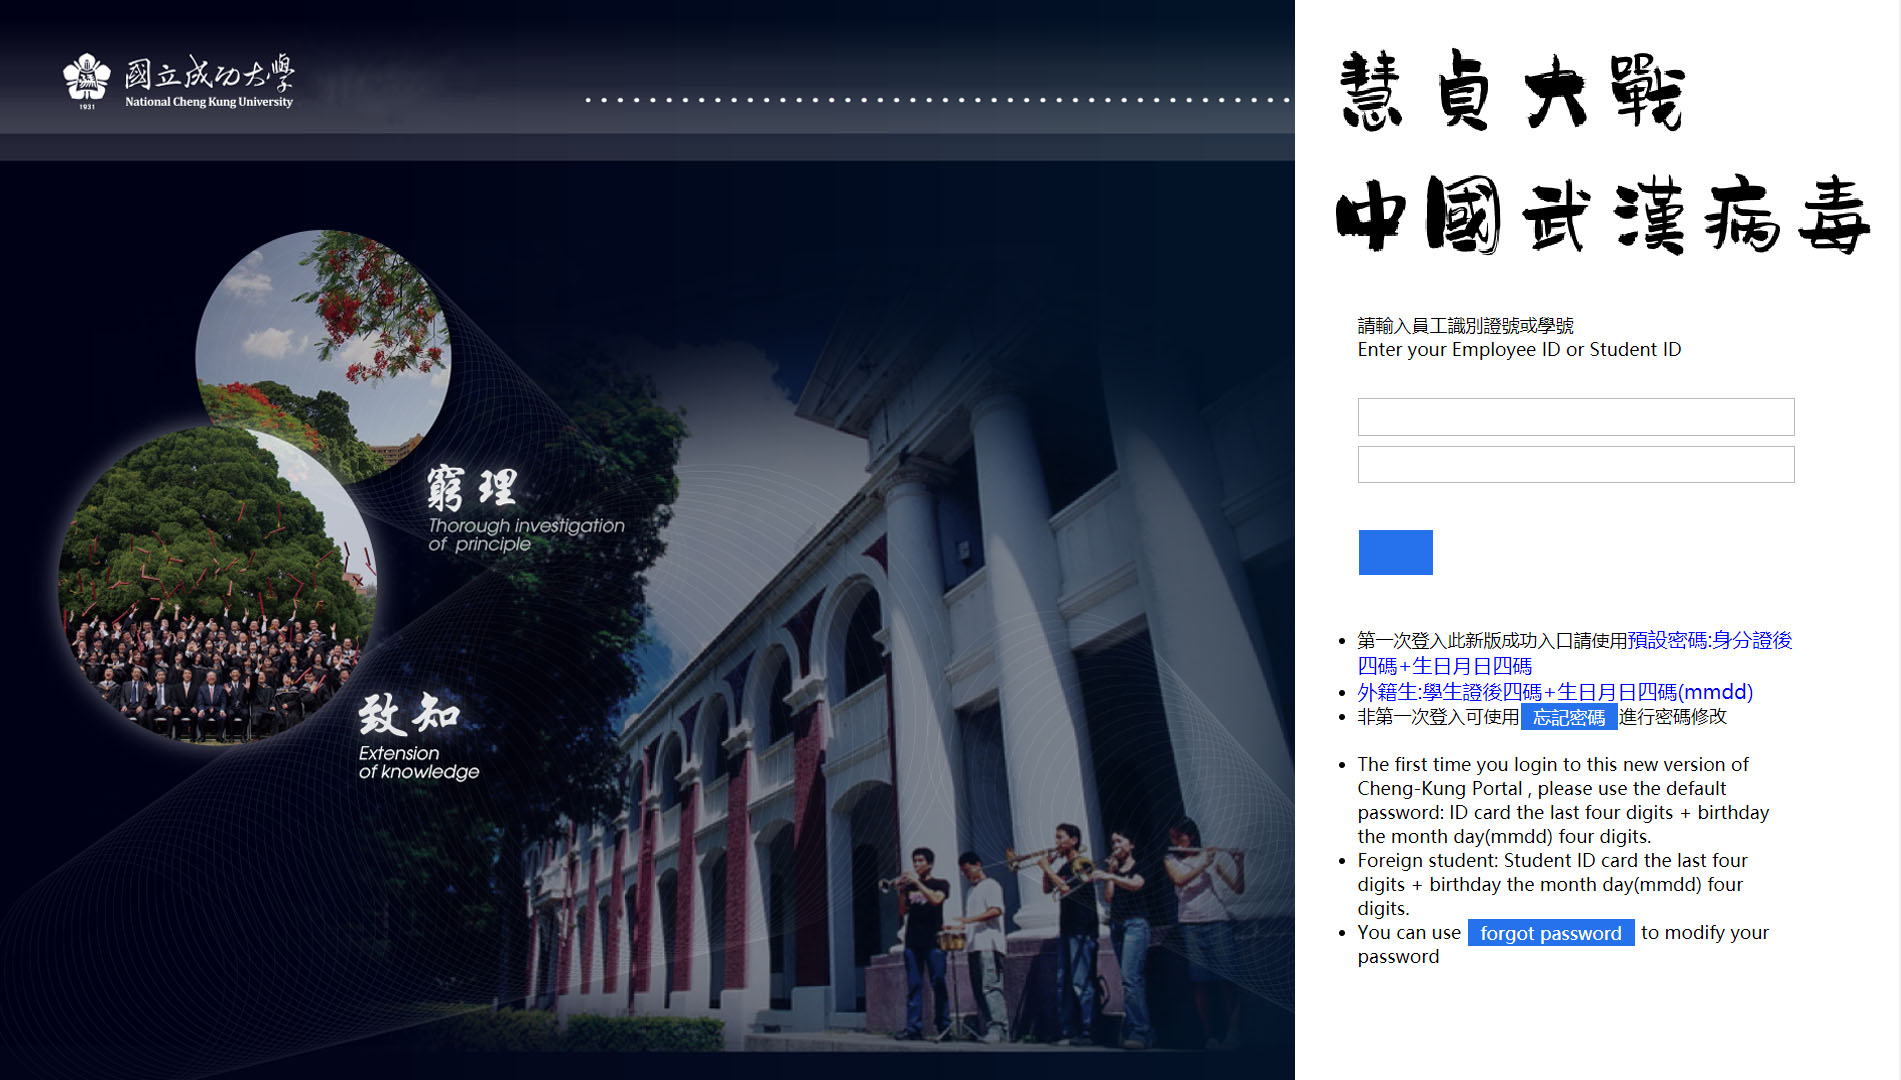 國立成功大學
National Cheng Kung University
1931
窮理
Thorough investigation
of principle
致知
Extension
of knowledge
慧貞大戰
中國武漢病毒
請輸入員工識別證號或學號
Enter your Employee ID or Student ID
第一次登入此新版成功入口請使用預設密碼:身分證後
四碼+生日月日四碼
外籍生:學生證後四碼+生日月日四碼(mmdd)
非第一次登入可使用 忘記密碼 進行密碼修改
The first time you login to this new version of
Cheng-Kung Portal , please use the default
password: ID card the last four digits + birthday
the month day(mmdd) four digits.
Foreign student: Student ID card the last four
digits + birthday the month day(mmdd) four
digits.
You can use forgot password to modify your
password